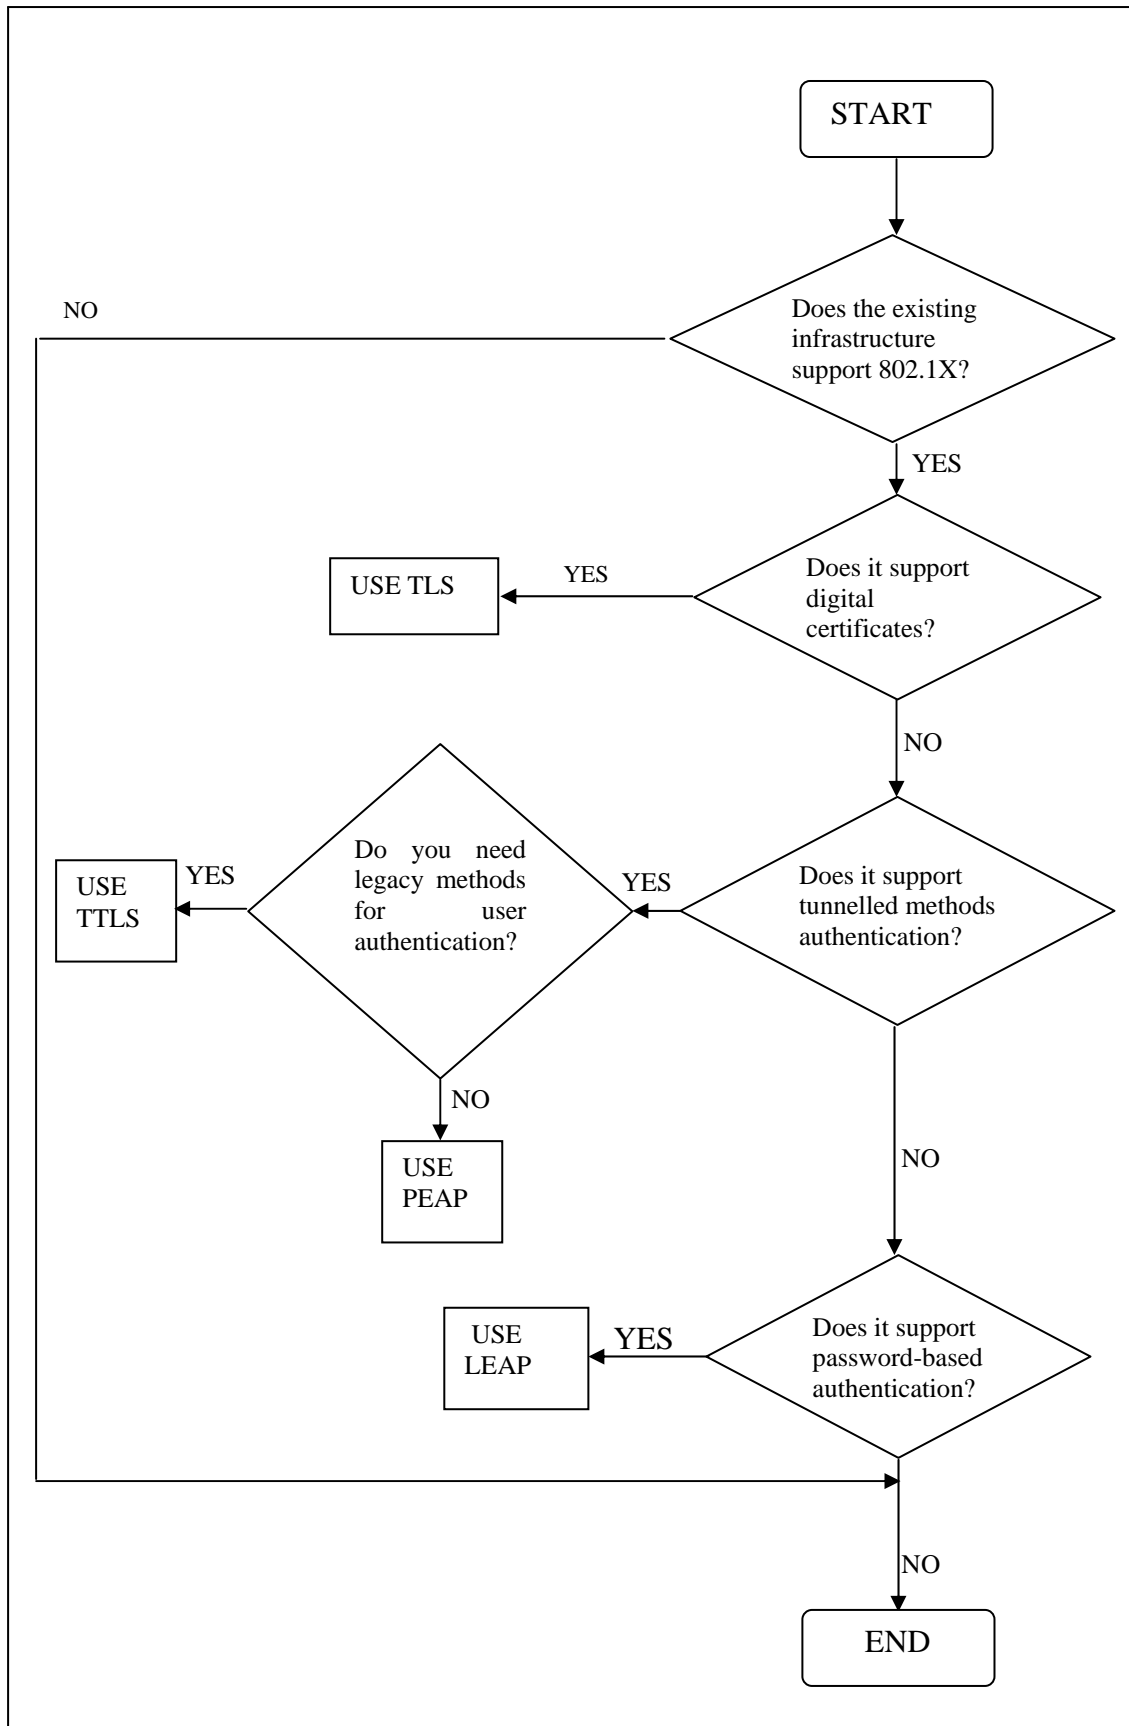 START
NO
Does the existing
infrastructure
support 802.1X?
YES
USE TLS
YES
Does it support
digital
certificates?
NO
USE
TTLS
YES
Do you need
legacy methods
for user
authentication?
YES
Does it support
tunnelled methods
authentication?
NO
USE
PEAP
NO
USE
LEAP
YES
Does it support
password-based
authentication?
NO
END